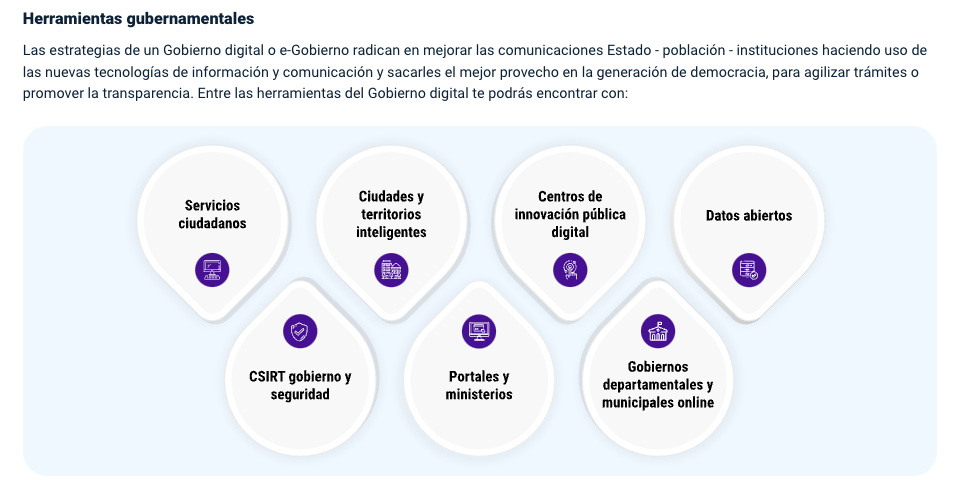 Herramientas gubernamentales
Las estrategias de un Gobierno digital o e-Gobierno radican en mejorar las comunicaciones Estado - población - instituciones haciendo uso de
las nuevas tecnologías de información y comunicación y sacarles el mejor provecho en la generación de democracia, para agilizar trámites o
promover la transparencia. Entre las herramientas del Gobierno digital te podrás encontrar con:
Servicios
ciudadanos
Ciudades y
territorios
inteligentes
Centros de
innovación pública
digital
Datos abiertos
CSIRT gobierno y
seguridad
Portales y
ministerios
Gobiernos
departamentales y
municipales online